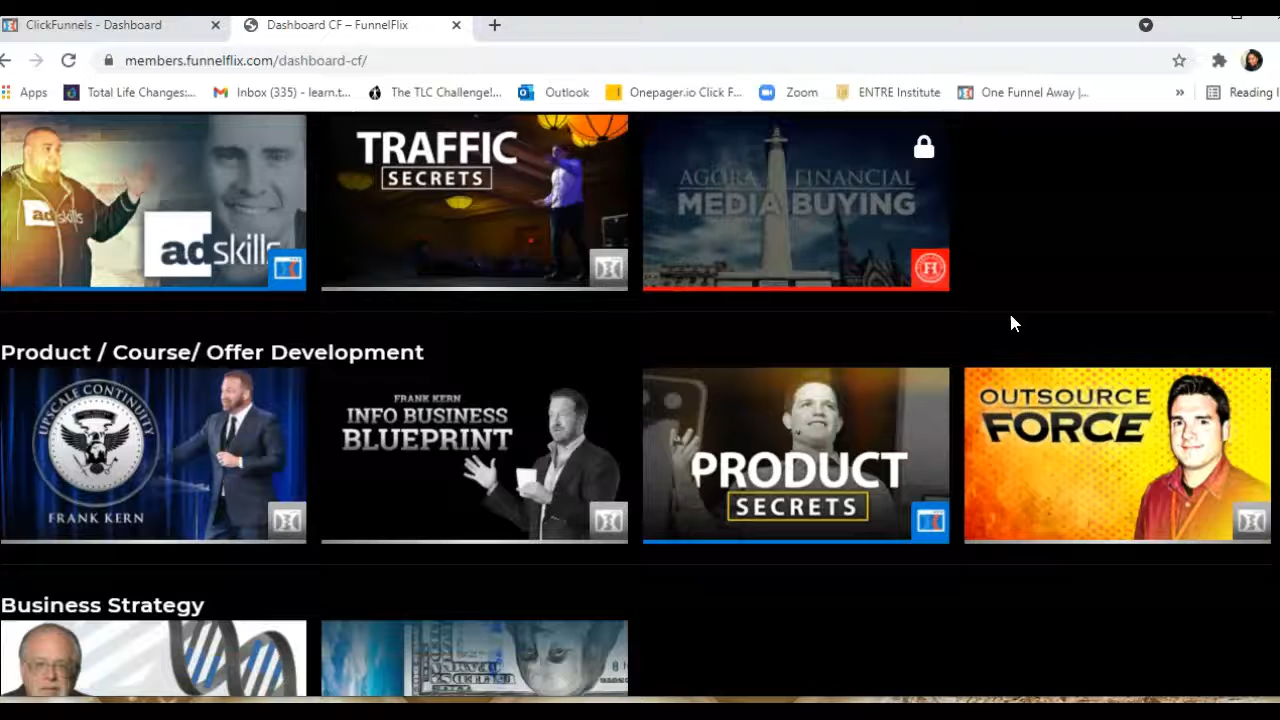 ClickFunnels - Dashboard
Dashboard CF – FunnelFlix
members.funnelflix.com/dashboard-cf/
Apps
Total Life Changes:...
Inbox (335) - learn.t...
The TLC Challenge!...
Outlook
Onepager.io Click F...
Zoom
ENTRE Institute
One Funnel Away |...
»
Reading l
adskills
adskills
TRAFFIC
SECRETS
AGORA FINANCIAL
MEDIA BUYING
H
Product / Course/ Offer Development
UPSCALE CONTINUITY
FRANK KERN
FRANK KERN
INFO BUSINESS
BLUEPRINT
PRODUCT
SECRETS
OUTSOURCE
FORCE
Business Strategy